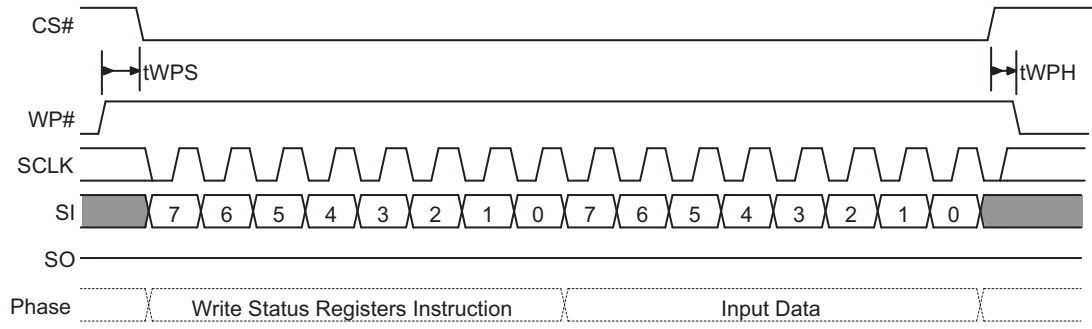 CS#
tWPS tWPH
WP#
SCLK
SI 7 6 5 4 3 2 1 0 7 6 5 4 3 2 1 0
SO
Phase Write Status Registers Instruction Input Data